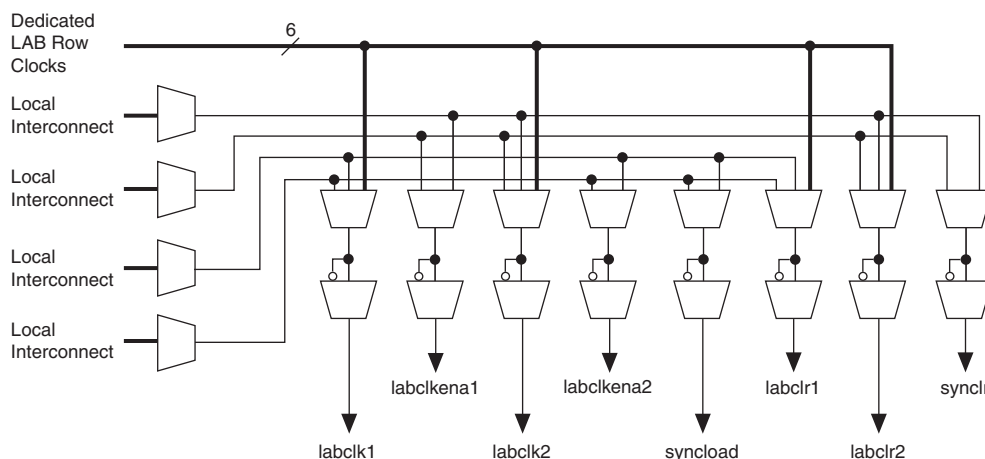 Dedicated
LAB Row
Clocks
6
Local
Interconnect
Local
Interconnect
Local
Interconnect
Local
Interconnect
labclkena1
labclkena2
labclr1
synclr
labclk1
labclk2
syncload
labclr2